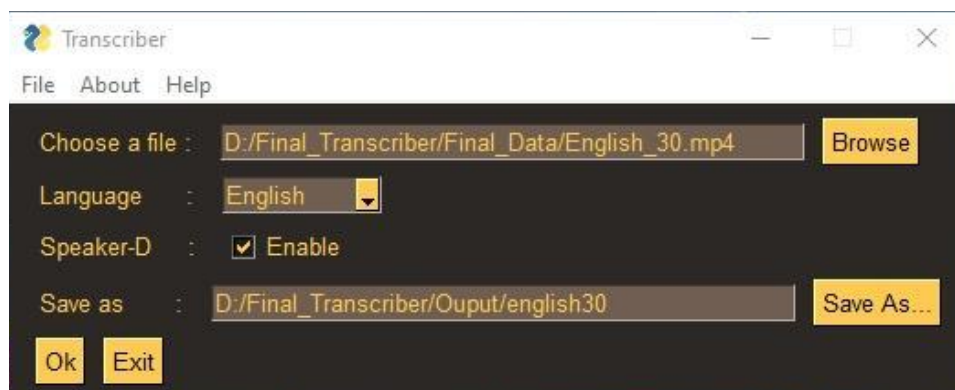 Transcriber
File About Help
Choose a file : D:/Final_Transcriber/Final_Data/English_30.mp4 Browse
Language : English
Speaker-D : Enable
Save as : D:/Final_Transcriber/Ouput/english30 Save As...
Ok Exit